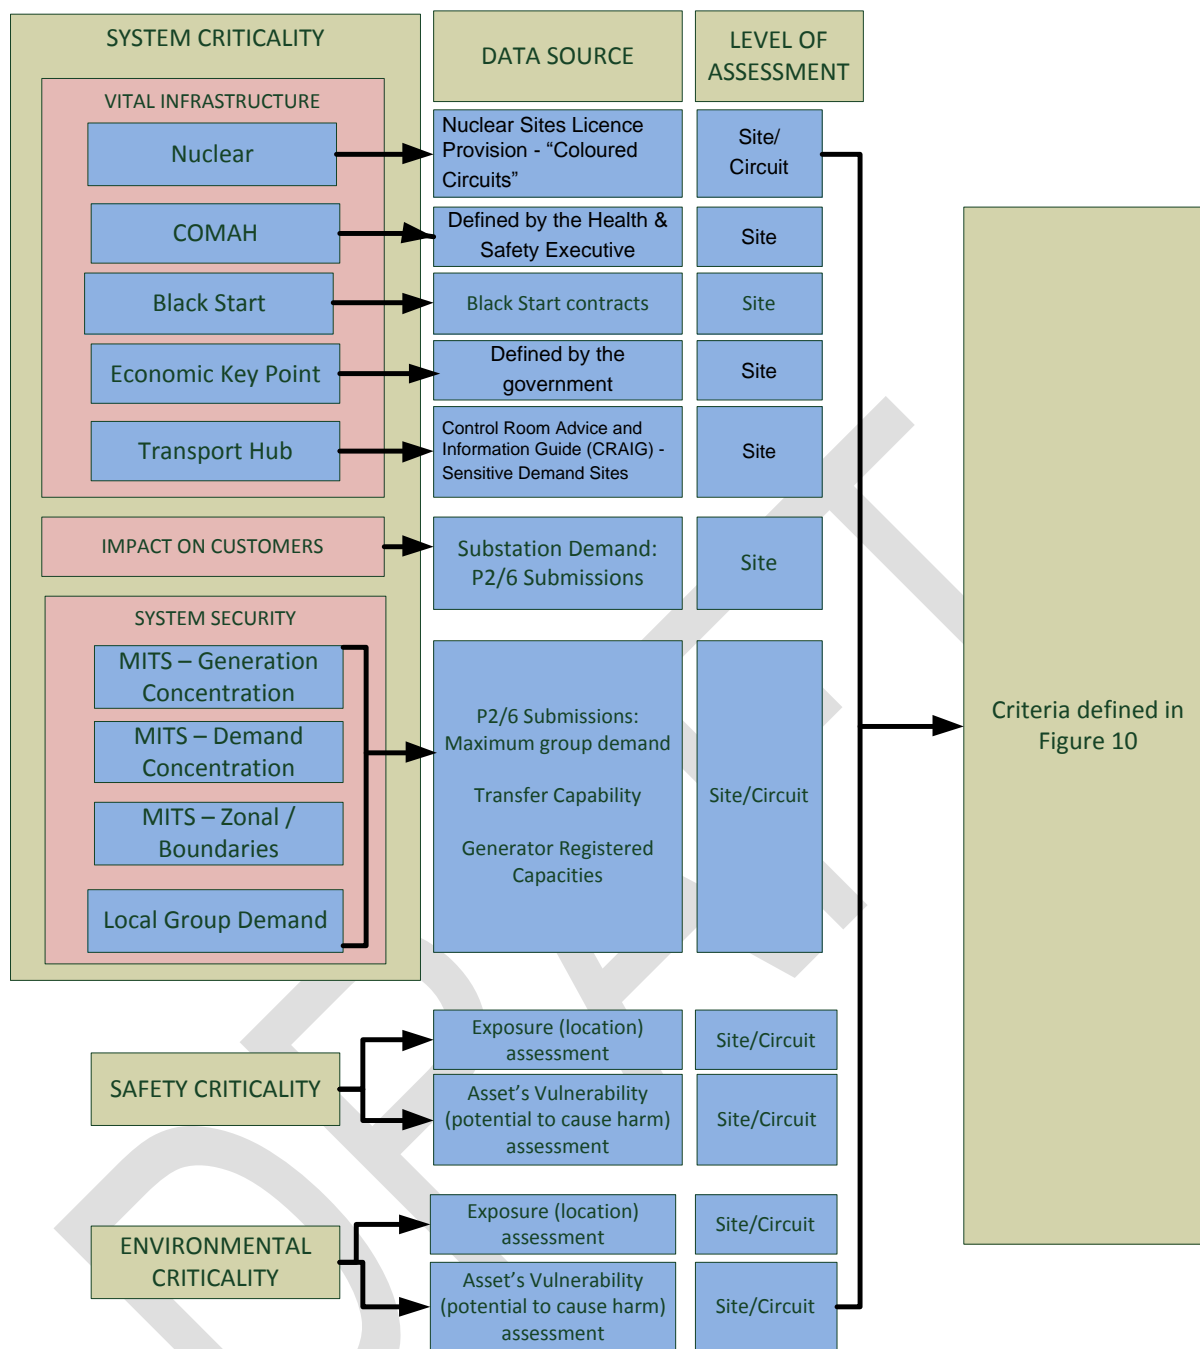 SYSTEM CRITICALITY
DATA SOURCE
LEVEL OF
ASSESSMENT
VITAL INFRASTRUCTURE
Nuclear
Nuclear Sites Licence
Provision - “Coloured
Circuits”
Site/
Circuit
COMAH
Defined by the Health &
Safety Executive
Site
Black Start
Black Start contracts
Site
Economic Key Point
Defined by the
government
Site
Transport Hub
Control Room Advice and
Information Guide (CRAIG) -
Sensitive Demand Sites
Site
IMPACT ON CUSTOMERS
Substation Demand:
P2/6 Submissions
Site
SYSTEM SECURITY
MITS – Generation
Concentration
MITS – Demand
Concentration
MITS – Zonal /
Boundaries
Local Group Demand
P2/6 Submissions:
Maximum group demand
Transfer Capability
Generator Registered
Capacities
Site/Circuit
Criteria defined in
Figure 10
SAFETY CRITICALITY
Exposure (location)
assessment
Site/Circuit
Asset’s Vulnerability
(potential to cause harm)
assessment
Site/Circuit
ENVIRONMENTAL
CRITICALITY
Exposure (location)
assessment
Site/Circuit
Asset’s Vulnerability
(potential to cause harm)
assessment
Site/Circuit
DRAFT